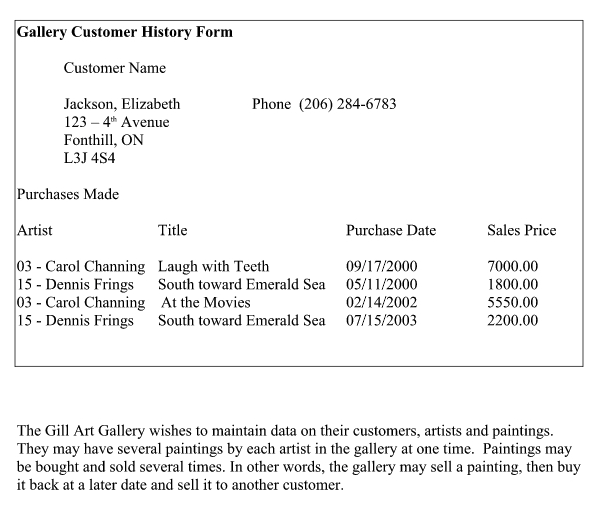 Gallery Customer History Form
Customer Name
Jackson, Elizabeth Phone (206) 284-6783
123 – 4th Avenue
Fonthill, ON
L3J 4S4
Purchases Made
Artist Title Purchase Date Sales Price
03 - Carol Channing Laugh with Teeth 09/17/2000 7000.00
15 - Dennis Frings South toward Emerald Sea 05/11/2000 1800.00
03 - Carol Channing At the Movies 02/14/2002 5550.00
15 - Dennis Frings South toward Emerald Sea 07/15/2003 2200.00
The Gill Art Gallery wishes to maintain data on their customers, artists and paintings.
They may have several paintings by each artist in the gallery at one time. Paintings may
be bought and sold several times. In other words, the gallery may sell a painting, then buy
it back at a later date and sell it to another customer.